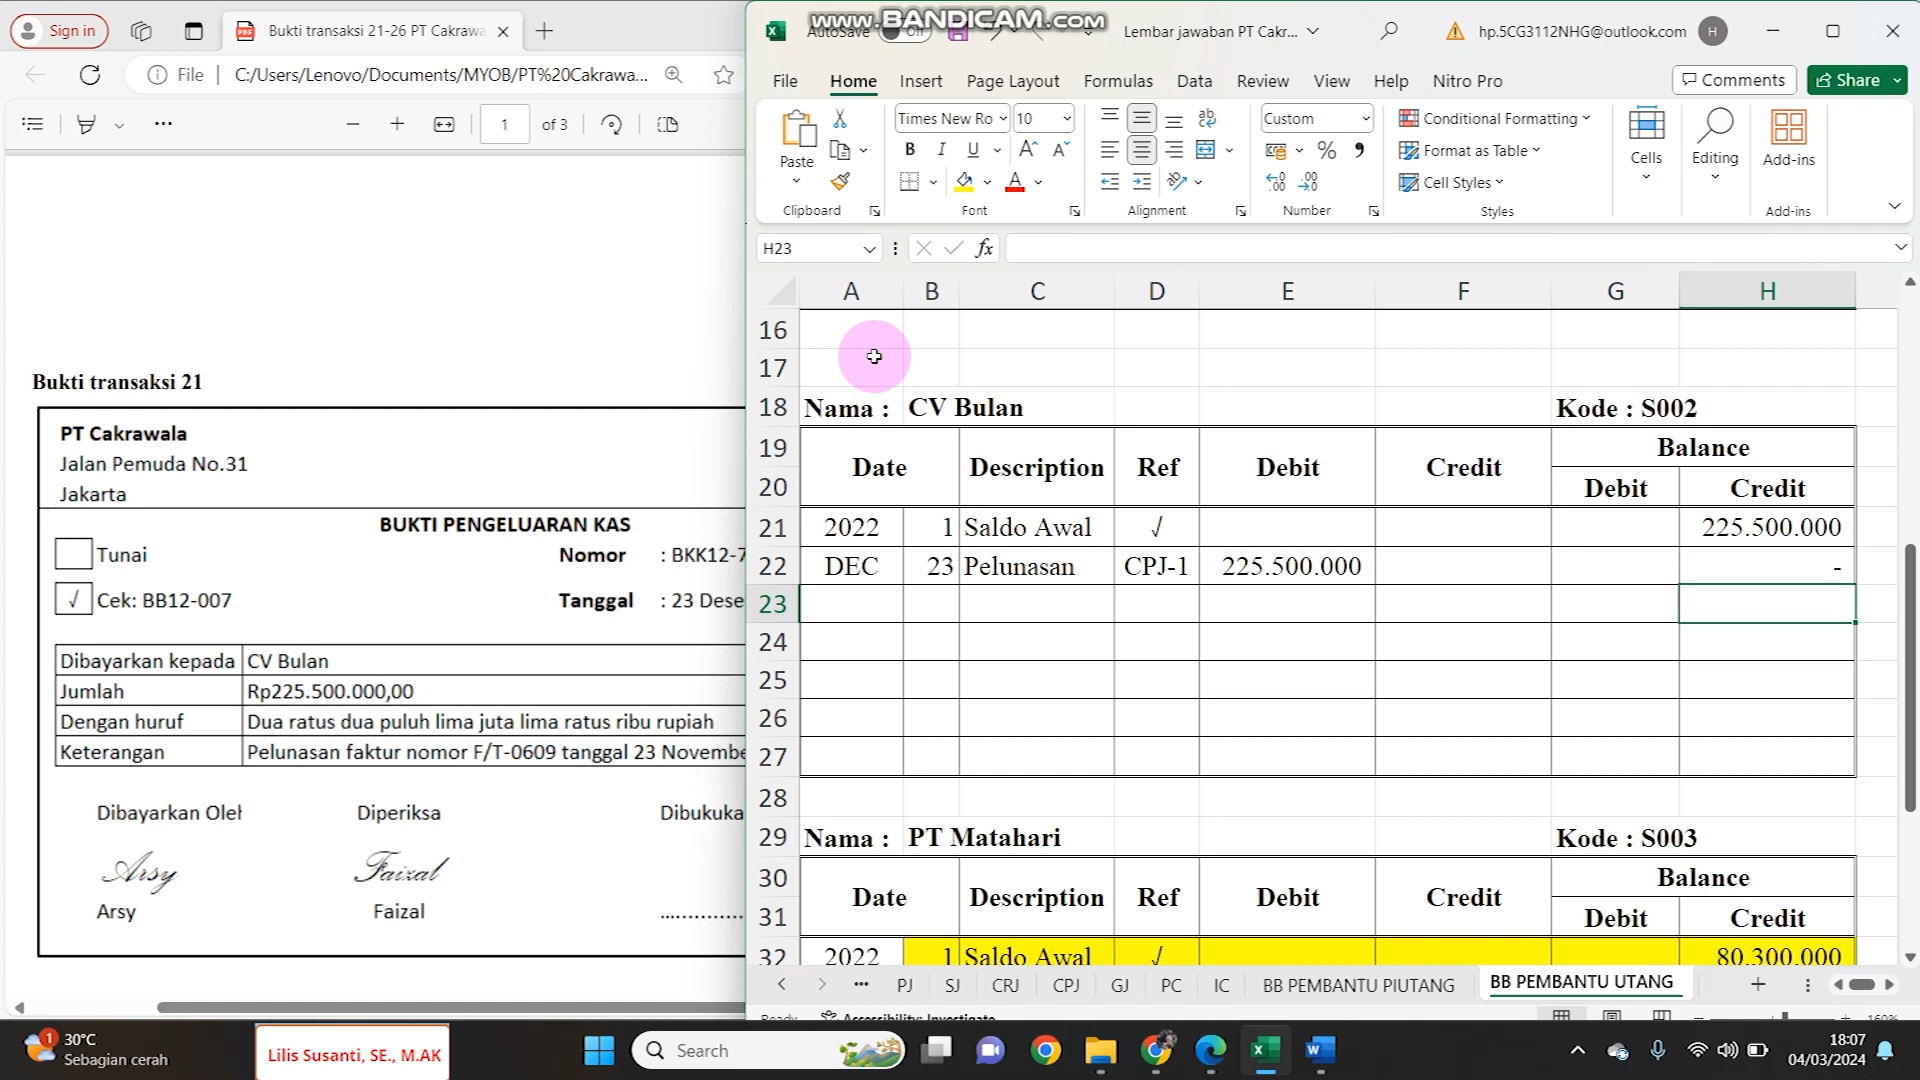 Sign in
Bukti transaksi 21-26 PT Cakrawa
www.BANDICAM.com
AutoSave Off
Lembar jawaban PT Cakr...
hp.5CG3112NHG@outlook.com
H
File C:/Users/Lenovo/Documents/MYOB/PT%20Cakrawa...
1 of 3
File Home Insert Page Layout Formulas Data Review View Help Nitro Pro
Comments Share
Paste
Times New Ro 10
B I U A A
A
Custom
% 9
Conditional Formatting
Format as Table
Cell Styles
Cells Editing Add-ins
Clipboard Font Alignment Number Styles Add-ins
H23 fx
A B C D E F G H
Bukti transaksi 21
PT Cakrawala
Jalan Pemuda No.31
Jakarta
BUKTI PENGELUARAN KAS
Tunai Nomor : BKK12-7
√ Cek: BB12-007 Tanggal : 23 Dese
Dibayarkan kepada CV Bulan
Jumlah Rp225.500.000,00
Dengan huruf Dua ratus dua puluh lima juta lima ratus ribu rupiah
Keterangan Pelunasan faktur nomor F/T-0609 tanggal 23 Novembe
Dibayarkan Oleh Diperiksa Dibukuka
Arsy Faizal
Arsy Faizal ...............
16
17
18 Nama : CV Bulan Kode : S002
19 Date Description Ref Debit Credit Balance
20 Debit Credit
21 2022 1 Saldo Awal √ 225.500.000
22 DEC 23 Pelunasan CPJ-1 225.500.000 -
23
24
25
26
27
28
29 Nama : PT Matahari Kode : S003
30 Date Description Ref Debit Credit Balance
31 Debit Credit
32 2022 1 Saldo Awal √ 80.300.000
PJ SJ CRJ CPJ GJ PC IC BB PEMBANTU PIUTANG BB PEMBANTU UTANG
Ready Accessibility: Investigate 160%
1
30°C
Sebagian cerah
Lilis Susanti, SE., M.AK
Search
18:07
04/03/2024